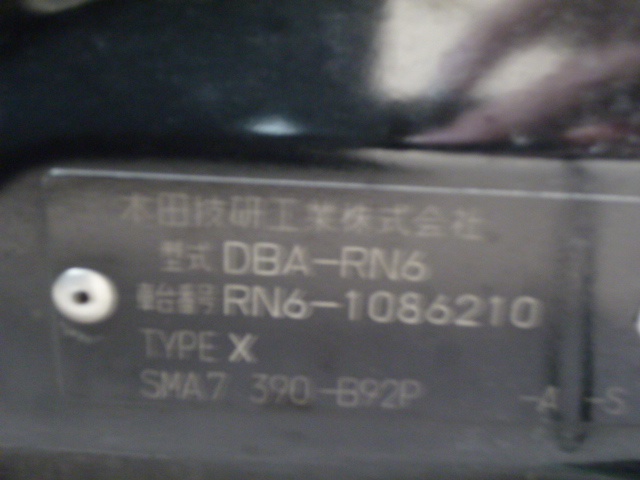 本田技研工業株式会社
型式 DBA-RN6
車台番号 RN6-1086210
TYPE X
SMA7 390-B92P -A -S